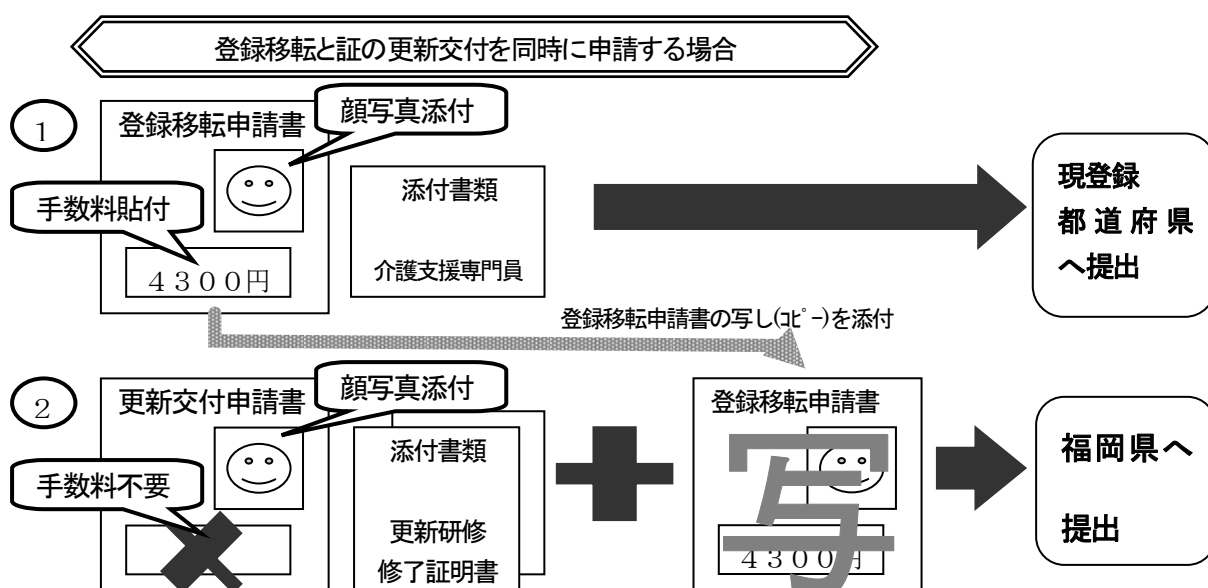 登録移転と証の更新交付を同時に申請する場合
1
登録移転申請書
顔写真添付
手数料貼付
４３００円
添付書類
介護支援専門員
現登録
都道府県
へ提出
登録移転申請書の写し(ｺﾋﾟｰ)を添付
2
更新交付申請書
顔写真添付
手数料不要
添付書類
更新研修
修了証明書
登録移転申請書
写
４３００円
福岡県へ
提出